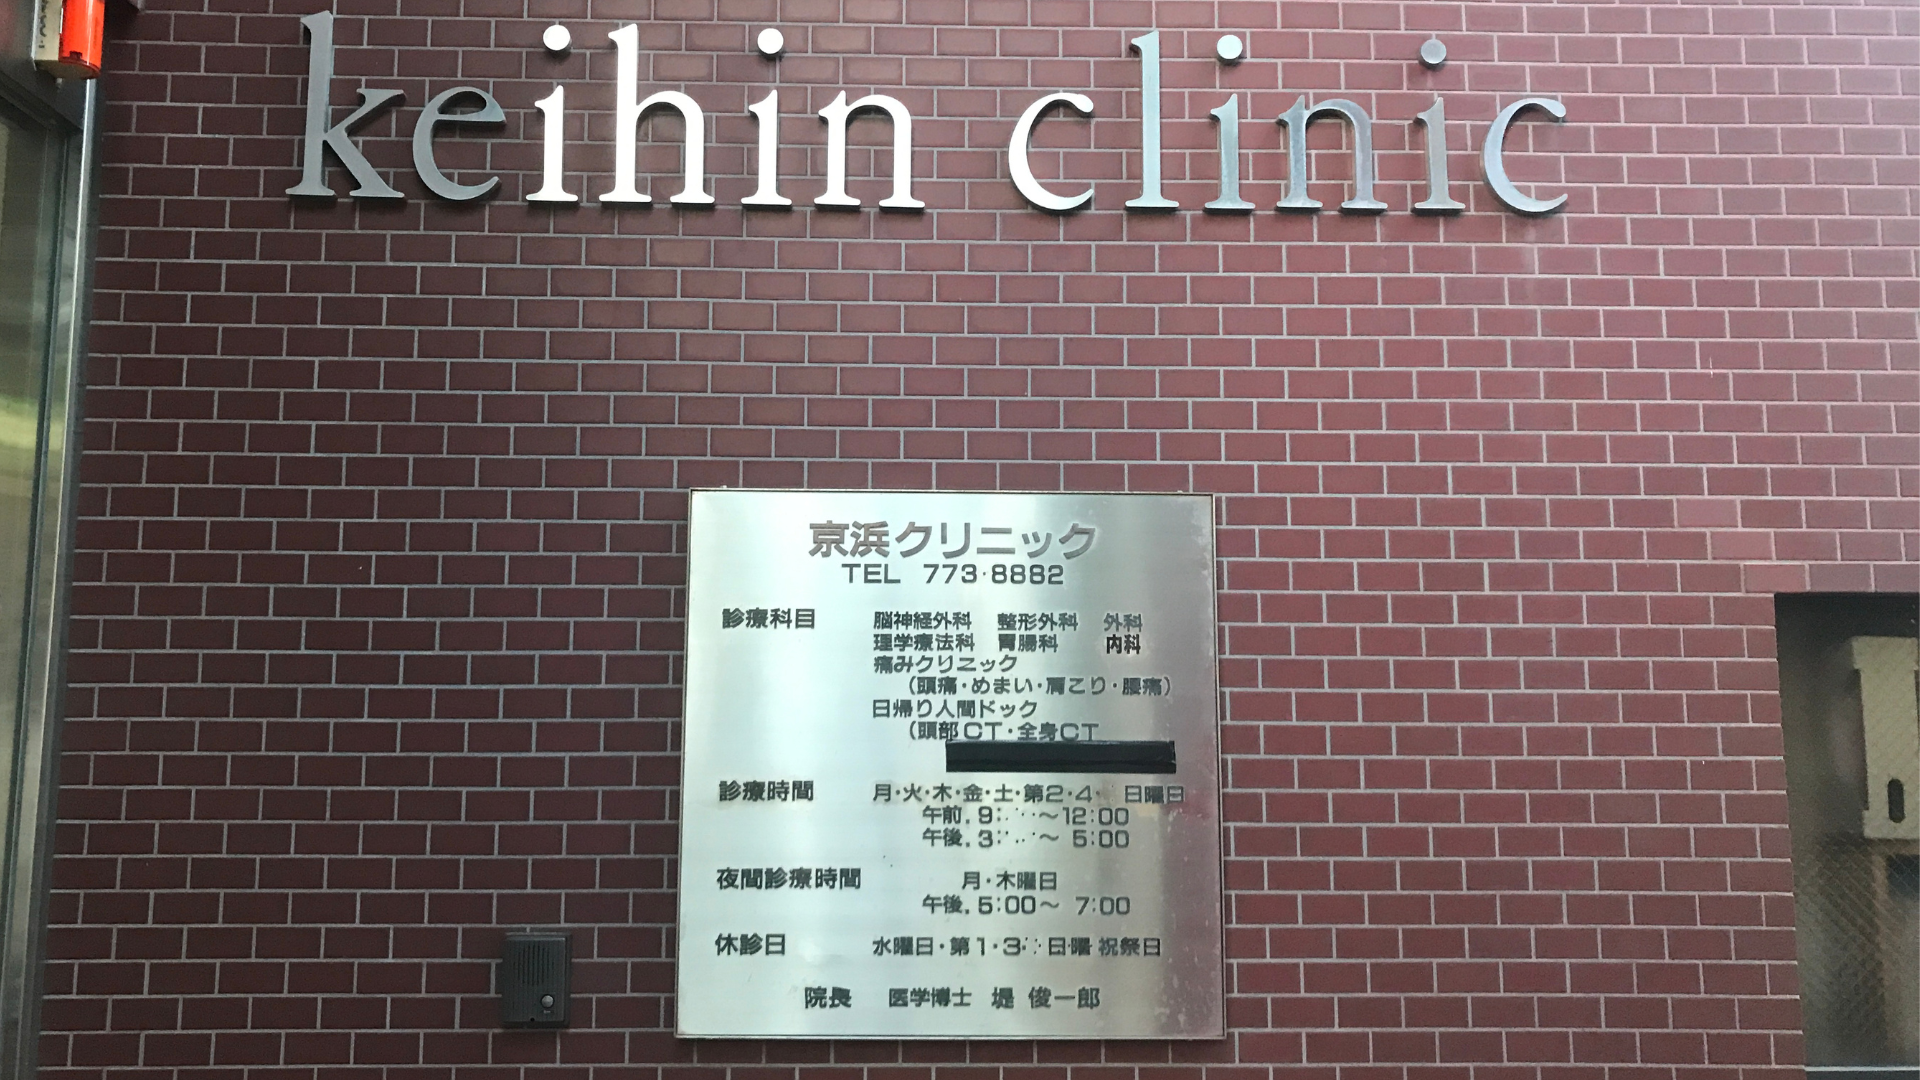 keihin clinic
京浜クリニック
TEL 773・8882
診療科目 脳神経外科 整形外科 外科
理学療法科 胃腸科 内科
痛みクリニック
(頭痛・めまい・肩こり・腰痛)
日帰り人間ドック
(頭部CT・全身CT
診療時間 月・火・木・金・土・第2・4 日曜日
午前.9: ~12:00
午後.3: ~ 5:00
夜間診療時間 月・木曜日
午後.5:00~ 7:00
休診日 水曜日・第1・3 日曜 祝祭日
院長 医学博士 堤 俊一郎